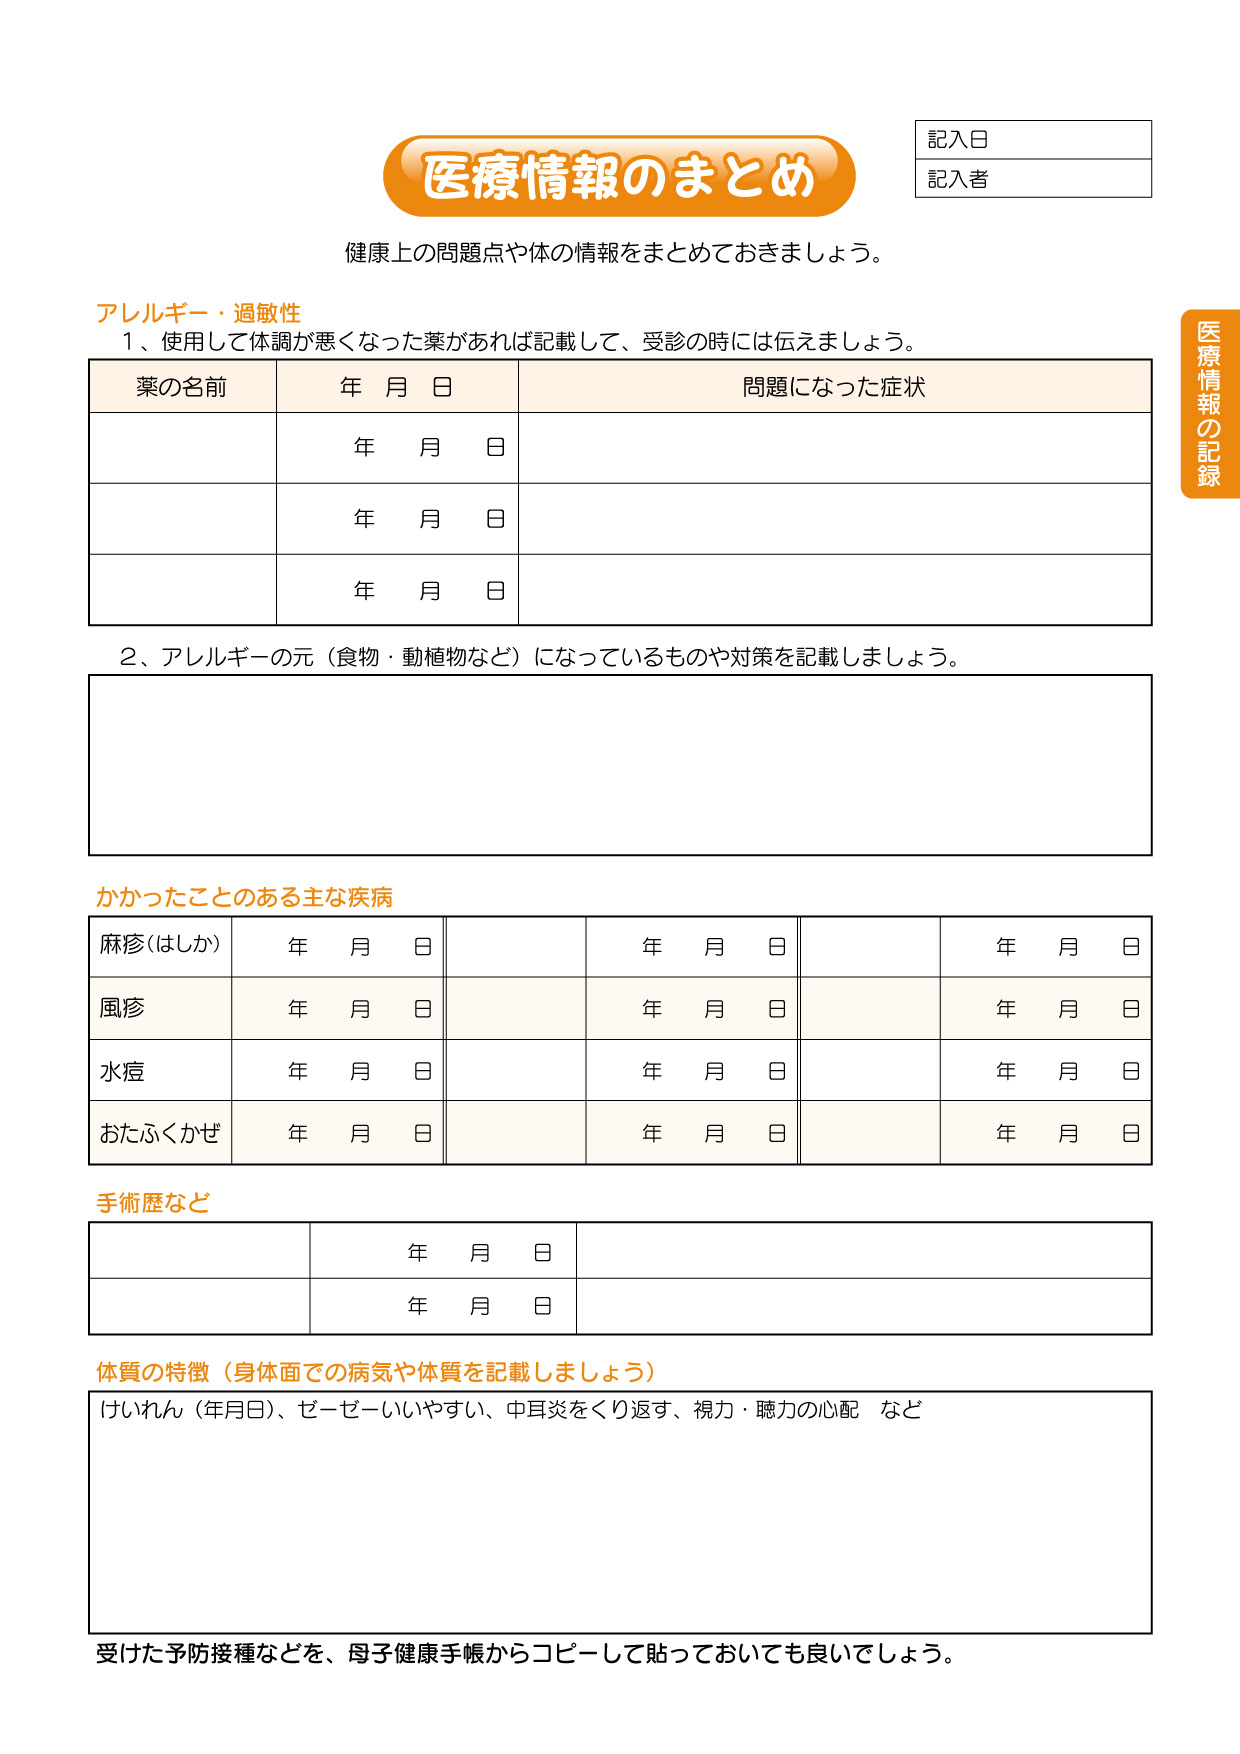 記入日
記入者
医療情報のまとめ
健康上の問題点や体の情報をまとめておきましょう。
医療情報の記録
アレルギー・過敏性
1、使用して体調が悪くなった薬があれば記載して、受診の時には伝えましょう。
薬の名前 年 月 日 問題になった症状
年 月 日
年 月 日
年 月 日
2、アレルギーの元（食物・動植物など）になっているものや対策を記載しましょう。
かかったことのある主な疾病
麻疹（はしか） 年 月 日 年 月 日 年 月 日
風疹 年 月 日 年 月 日 年 月 日
水痘 年 月 日 年 月 日 年 月 日
おたふくかぜ 年 月 日 年 月 日 年 月 日
手術歴など
年 月 日
年 月 日
体質の特徴（身体面での病気や体質を記載しましょう）
けいれん（年月日）、ゼーゼーいいやすい、中耳炎をくり返す、視力・聴力の心配　など
受けた予防接種などを、母子健康手帳からコピーして貼っておいても良いでしょう。